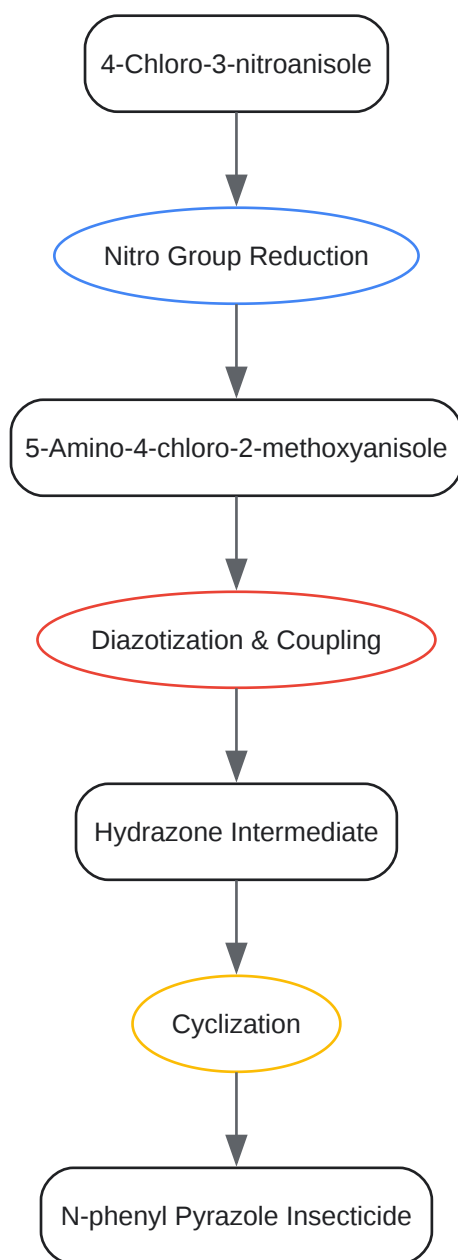 4-Chloro-3-nitroanisole
Nitro Group Reduction
5-Amino-4-chloro-2-methoxyanisole
Diazotization & Coupling
Hydrazone Intermediate
Cyclization
N-phenyl Pyrazole Insecticide